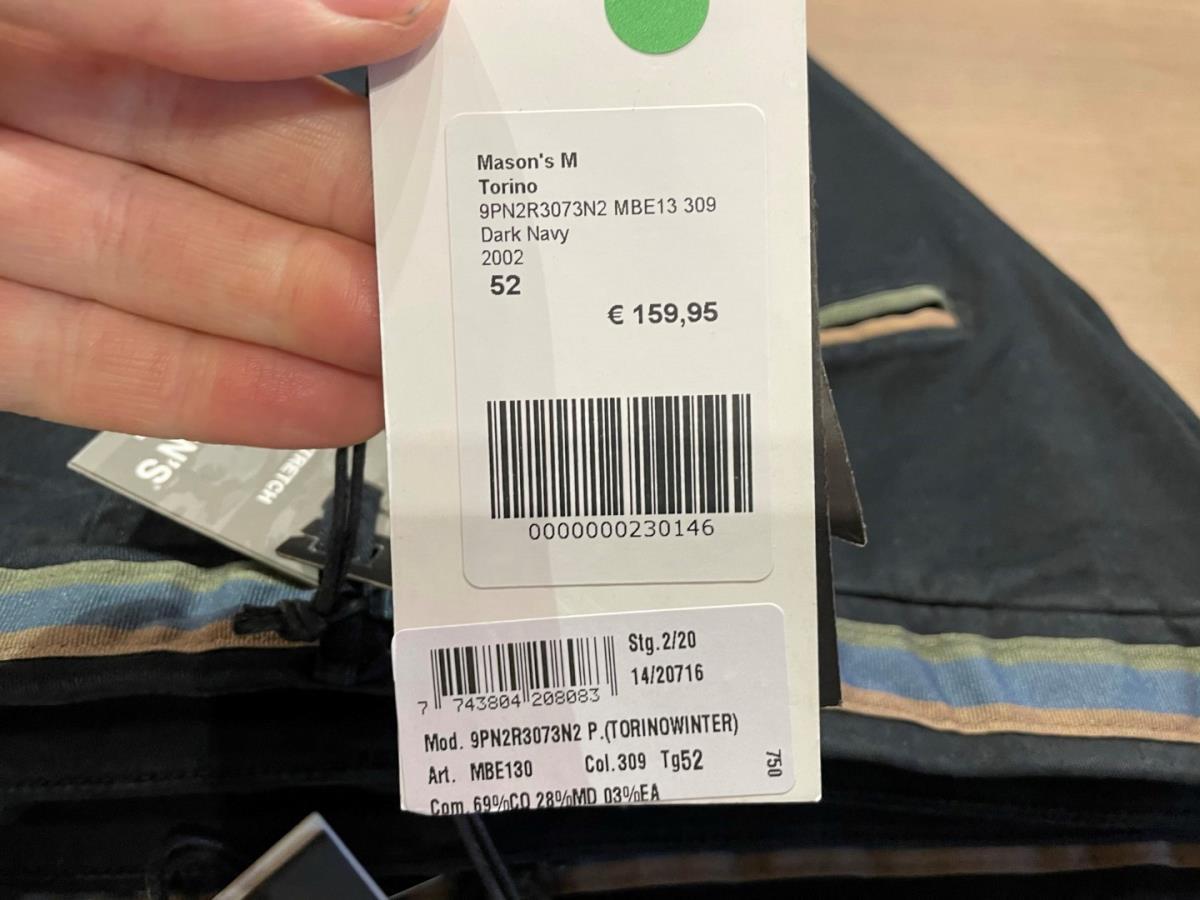 Mason's M
Torino
9PN2R3073N2 MBE13 309
Dark Navy
2002
52
€ 159,95
0000000230146
N'S
TRETCH
Stg.2/20
14/20716
7 743804 208083
Mod. 9PN2R3073N2 P.(TORINOWINTER)
Art. MBE130 Col.309 Tg52
750
Com. 69%CO 28%MD 03%EA